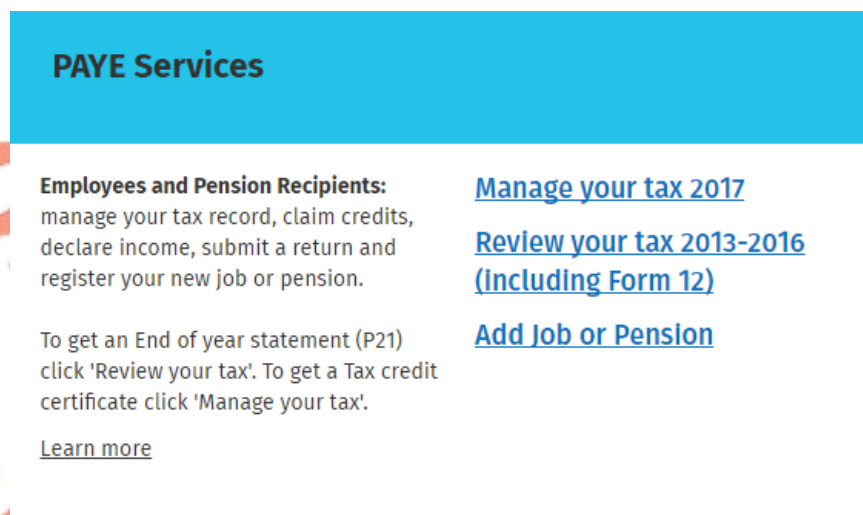 PAYE Services
Employees and Pension Recipients:
manage your tax record, claim credits,
declare income, submit a return and
register your new job or pension.
To get an End of year statement (P21)
click 'Review your tax'. To get a Tax credit
certificate click 'Manage your tax'.
Learn more
Manage your tax 2017
Review your tax 2013-2016
(including Form 12)
Add Job or Pension